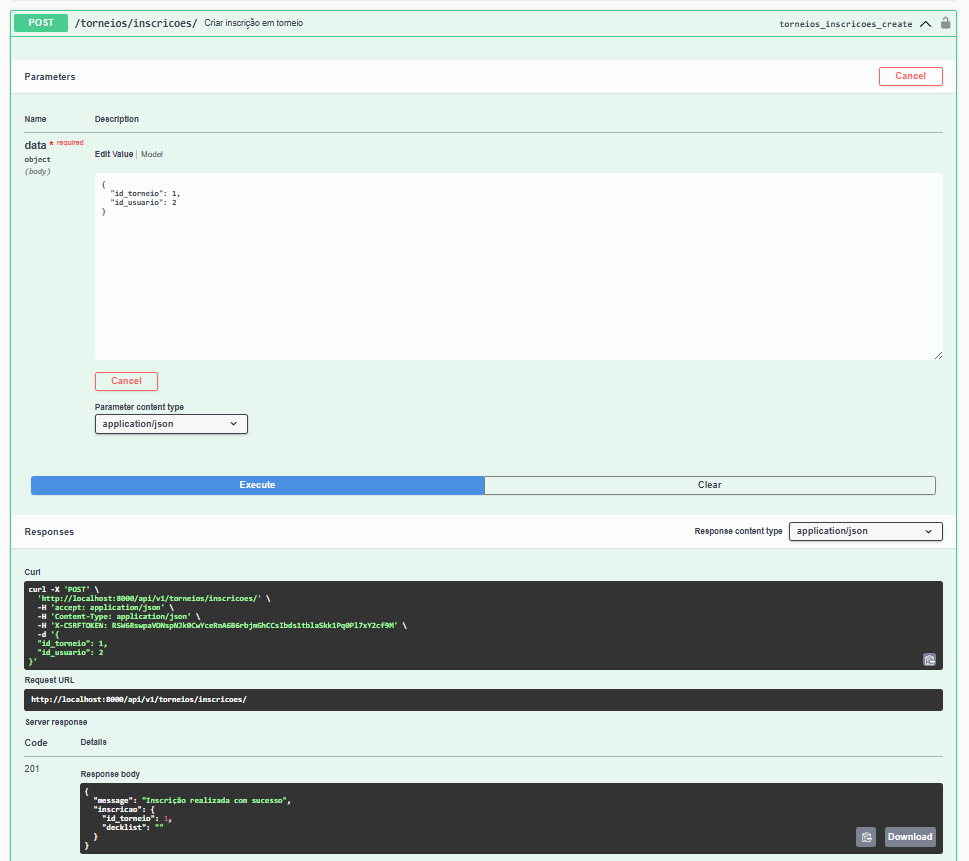 POST /torneios/inscricoes/ Criar inscrição em torneio torneios_inscricoes_create
Parameters Cancel
Name Description
data * required
object
(body)
Edit Value | Model
{
"id_torneio": 1,
"id_usuario": 2
}
Cancel
Parameter content type
application/json
Execute Clear
Responses Response content type application/json
Curl
curl -X 'POST' \
'http://localhost:8000/api/v1/torneios/inscricoes/' \
-H 'accept: application/json' \
-H 'Content-Type: application/json' \
-H 'X-CSRFTOKEN: \
-d '{
"id_torneio": 1,
"id_usuario": 2
}'
Request URL
http://localhost:8000/api/v1/torneios/inscricoes/
Server response
Code Details
201
Response body
{
"message": "Inscrição realizada com sucesso",
"inscricao": {
"id_torneio": 1,
"decklist": ""
}
}
Download